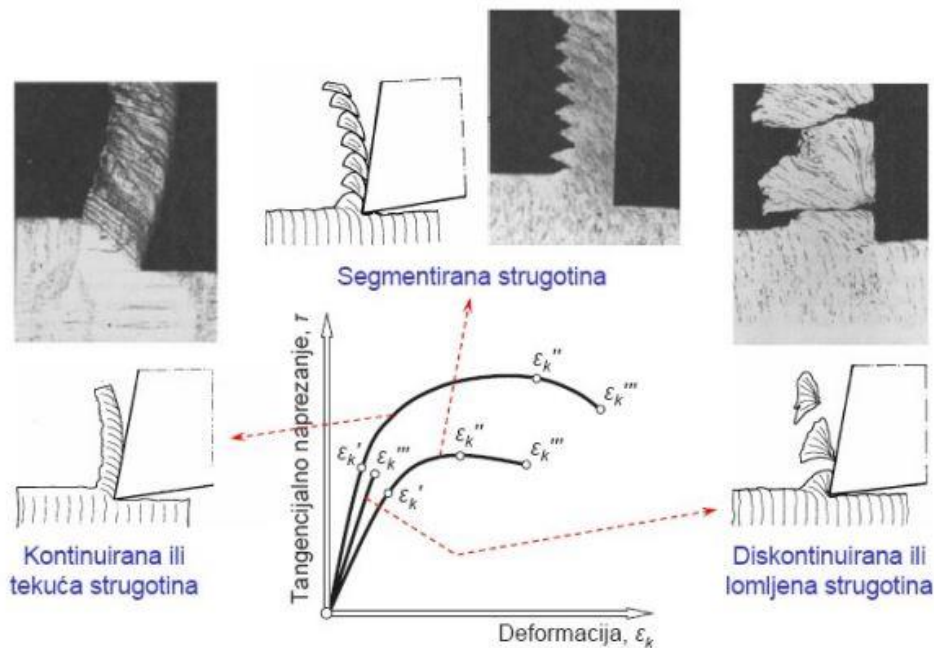 Segmentirana strugotina
Tangencijalno naprezanje, τ
εₖ''
εₖ'''
εₖ'
εₖ'''
εₖ''
εₖ'''
εₖ'
Kontinuirana ili
tekuća strugotina
Diskontinuirana ili
lomljena strugotina
Deformacija, εₖ